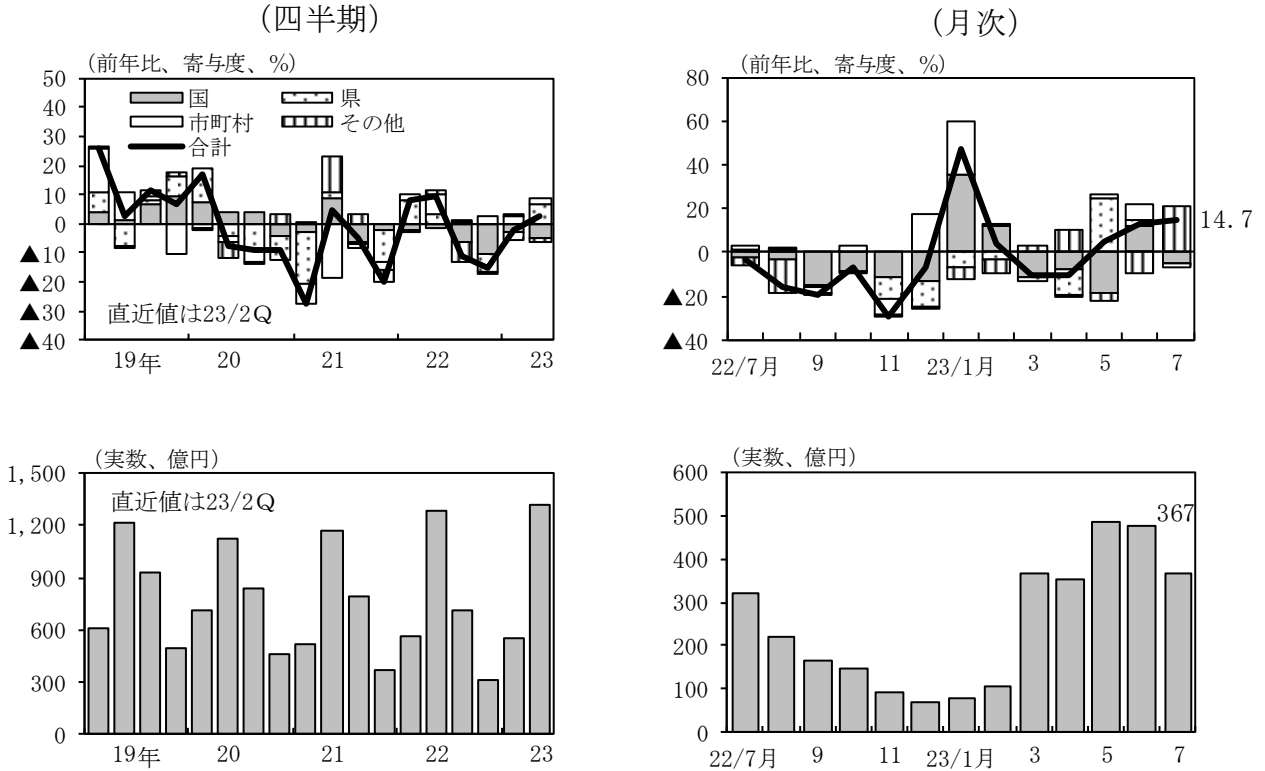 (四半期)
(前年比、寄与度、%)
50
40
30
20
10
0
▲10
▲20
▲30
▲40
国
県
市町村
その他
合計
直近値は23/2Q
19年 20 21 22 23
(月次)
(前年比、寄与度、%)
80
60
40
20
0
▲20
▲40
14.7
22/7月 9 11 23/1月 3 5 7
(実数、億円)
1,500
1,200
900
600
300
0
直近値は23/2Q
19年 20 21 22 23
(実数、億円)
600
500
400
300
200
100
0
367
22/7月 9 11 23/1月 3 5 7